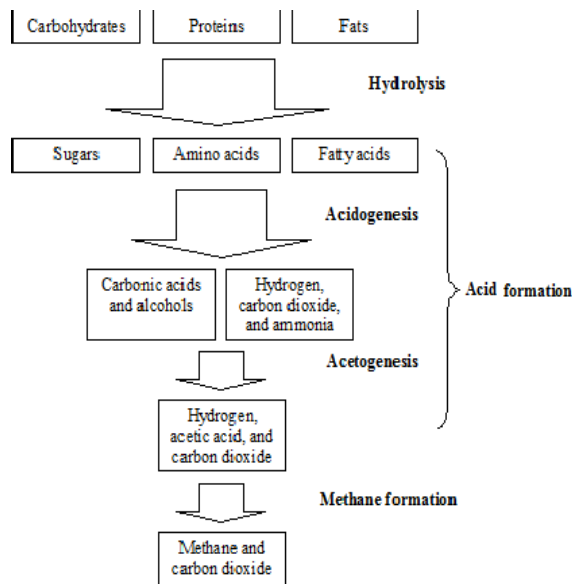 Carbohydrates
Proteins
Fats
Hydrolysis
Sugars
Amino acids
Fatty acids
Acidogenesis
Carbonic acids
and alcohols
Hydrogen,
carbon dioxide,
and ammonia
Acid formation
Acetogenesis
Hydrogen,
acetic acid, and
carbon dioxide
Methane formation
Methane and
carbon dioxide